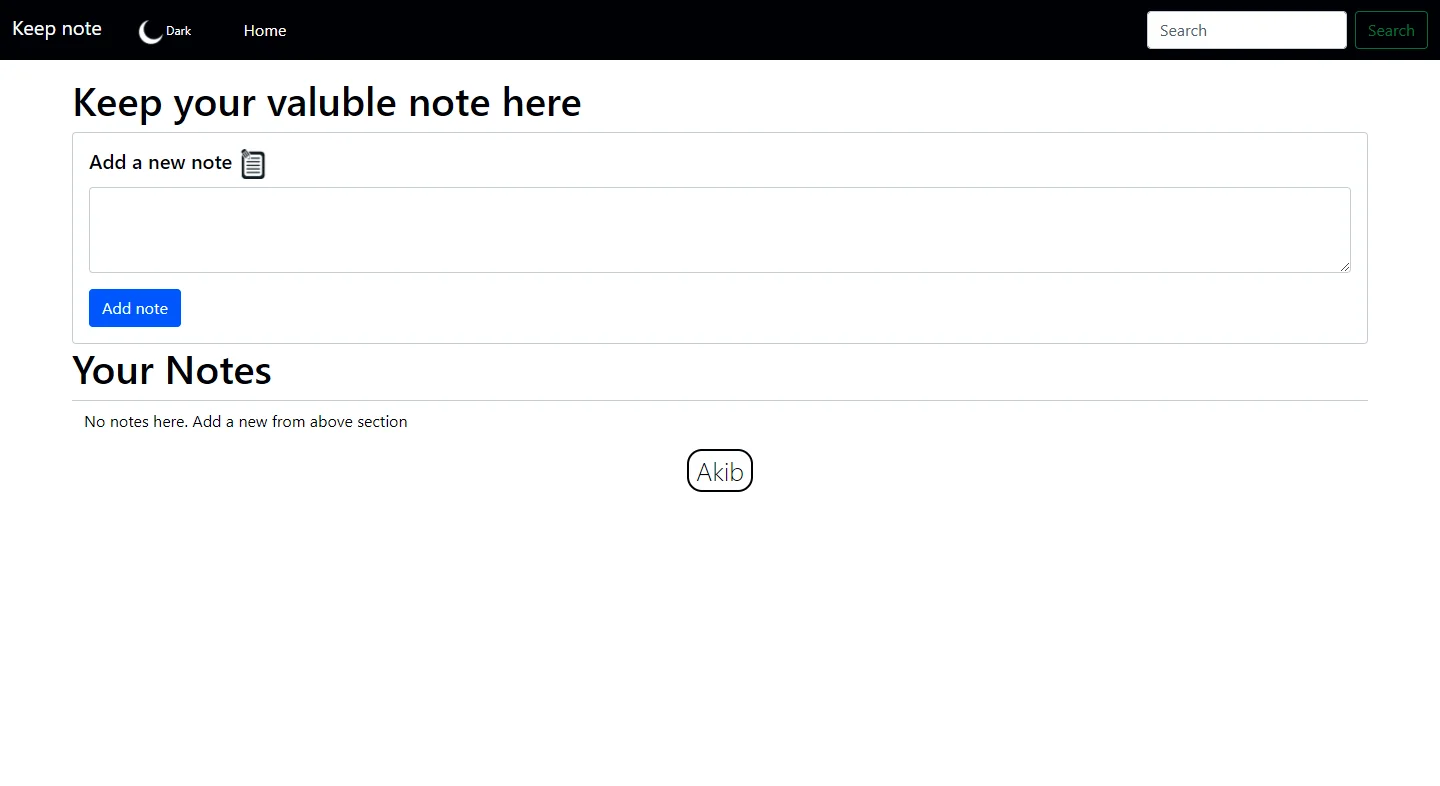 Keep note
Dark
Home
Search
Search
Keep your valuble note here
Add a new note
Add note
Your Notes
No notes here. Add a new from above section
Akib